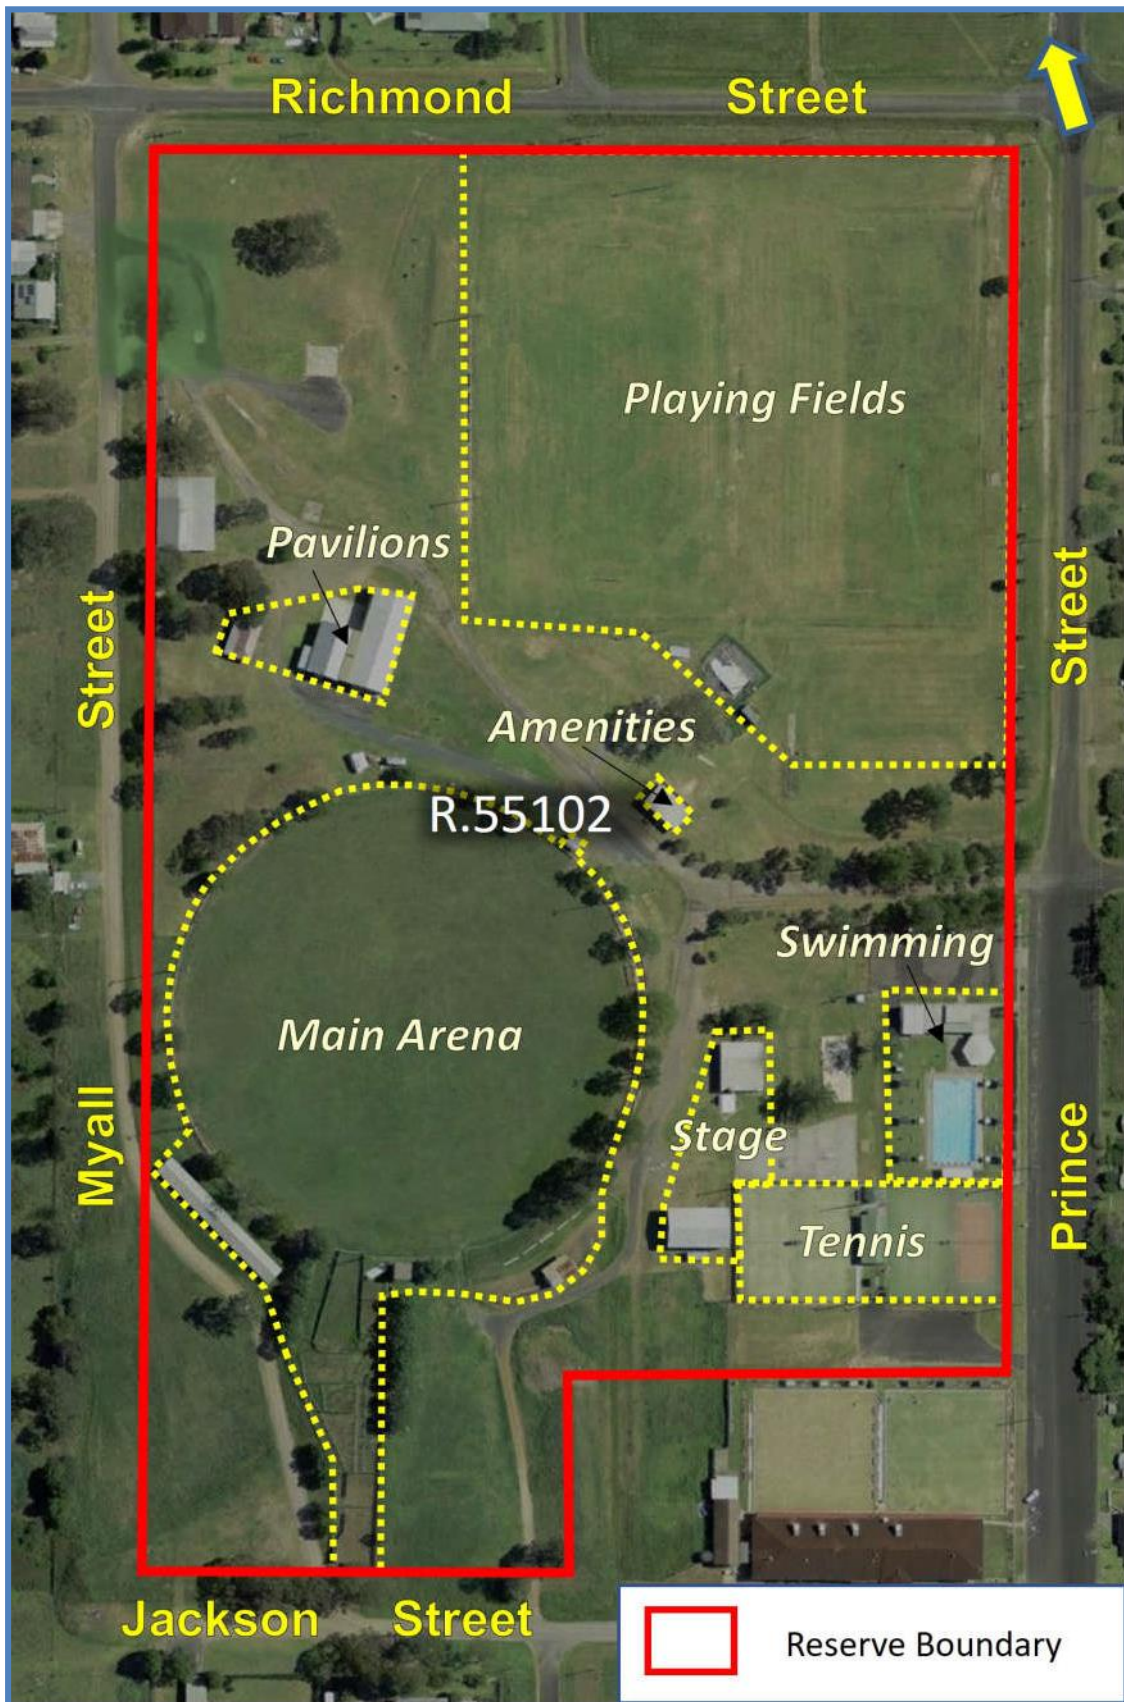 Richmond Street
Playing Fields
Pavilions
Street
Street
Amenities
R.55102
Swimming
Main Arena
Myall
Stage
Prince
Tennis
Jackson Street
Reserve Boundary